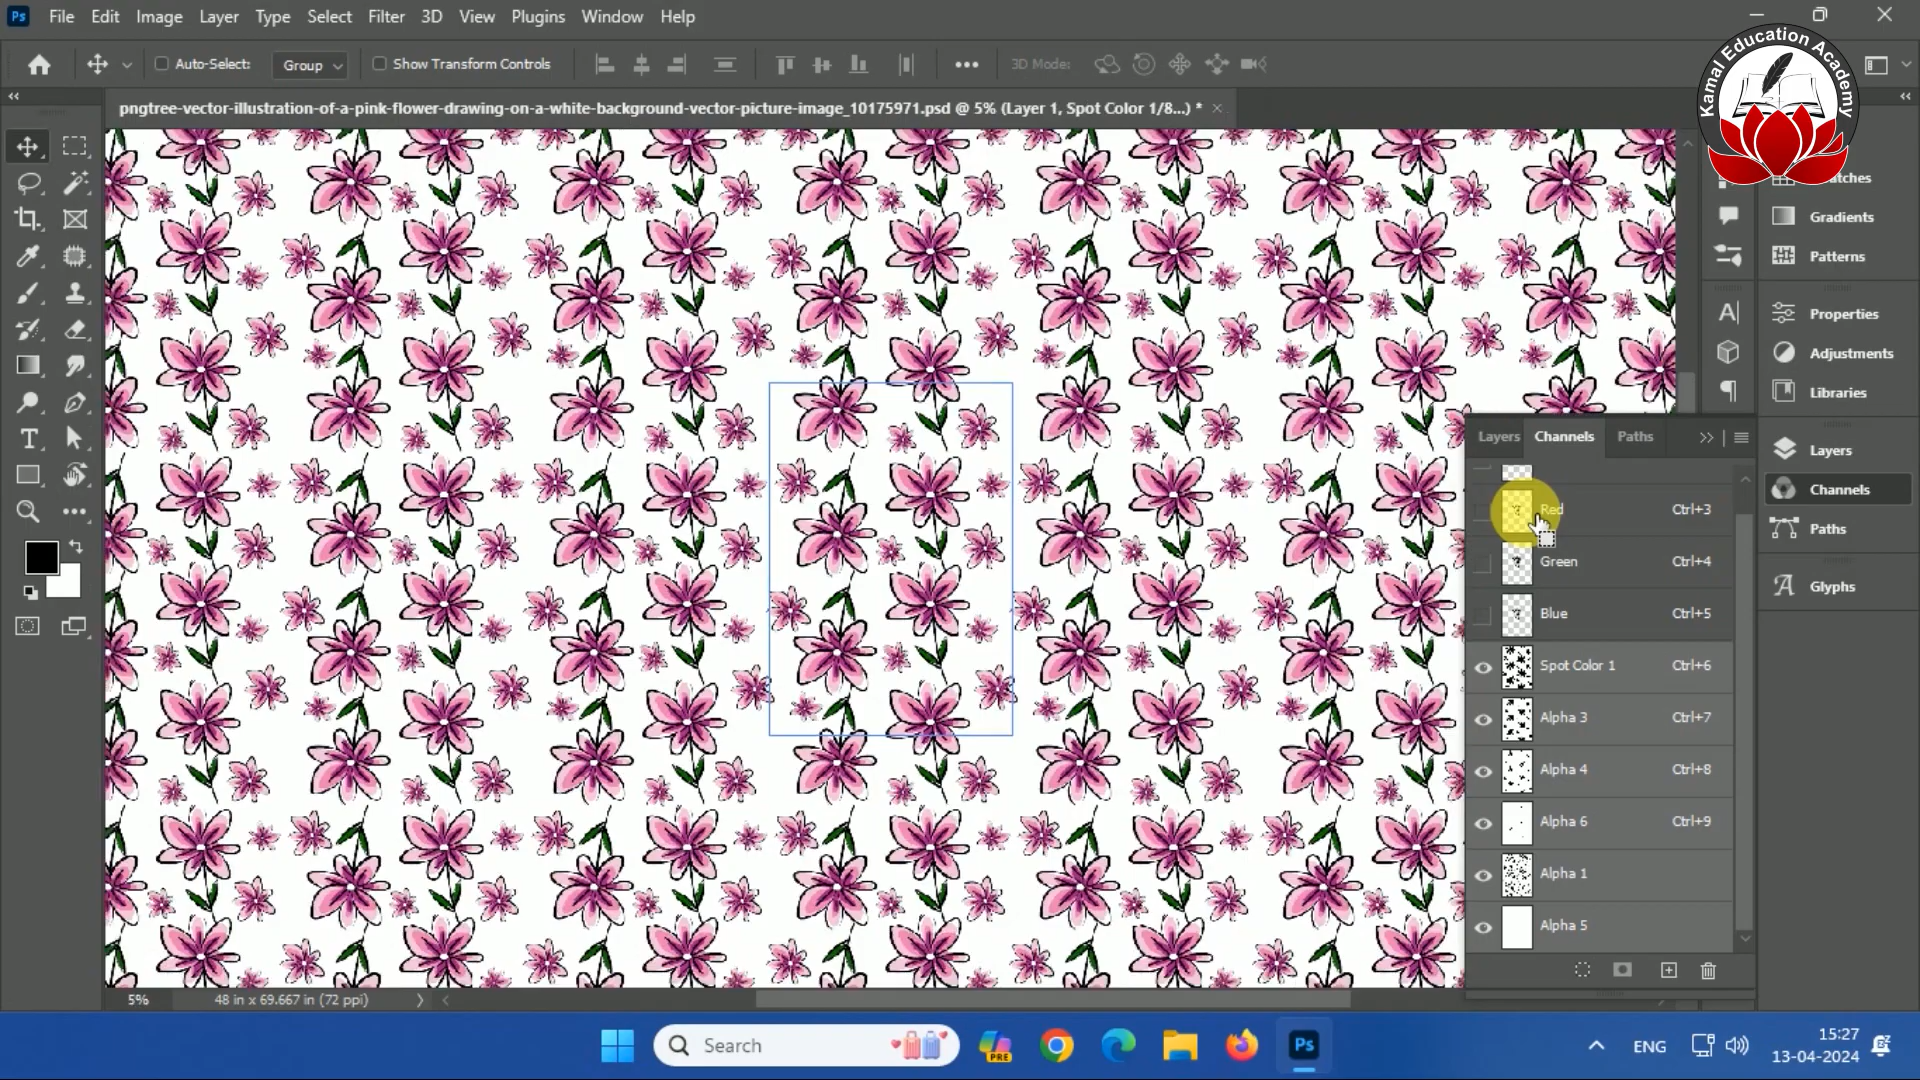 Ps File Edit Image Layer Type Select Filter 3D View Plugins Window Help
Auto-Select: Group Show Transform Controls 3D Mode:
Kamal Education Academy
pngtree-vector-illustration-of-a-pink-flower-drawing-on-a-white-background-vector-picture-image_10175971.psd @ 5% (Layer 1, Spot Color 1/8...) *
Gradients
Patterns
Properties
Adjustments
Libraries
Layers
Channels
Paths
Glyphs
Layers Channels Paths
Red Ctrl+3
Green Ctrl+4
Blue Ctrl+5
Spot Color 1 Ctrl+6
Alpha 3 Ctrl+7
Alpha 4 Ctrl+8
Alpha 6 Ctrl+9
Alpha 1
Alpha 5
5% 48 in x 69.667 in (72 ppi)
Search PRE Ps ENG 15:27
13-04-2024